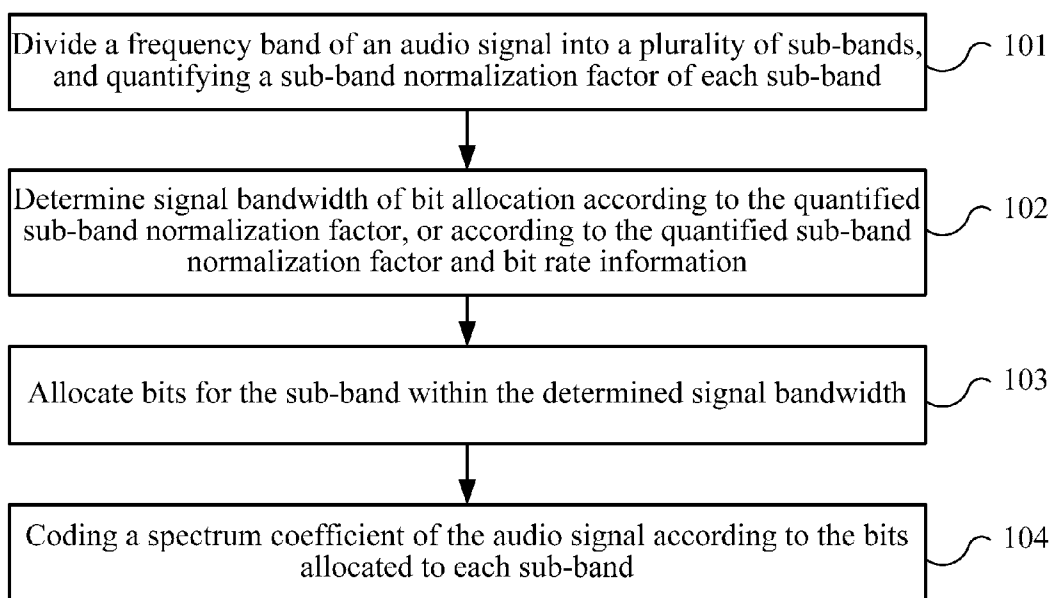 Divide a frequency band of an audio signal into a plurality of sub-bands,
and quantifying a sub-band normalization factor of each sub-band
101
Determine signal bandwidth of bit allocation according to the quantified
sub-band normalization factor, or according to the quantified sub-band
normalization factor and bit rate information
102
Allocate bits for the sub-band within the determined signal bandwidth
103
Coding a spectrum coefficient of the audio signal according to the bits
allocated to each sub-band
104